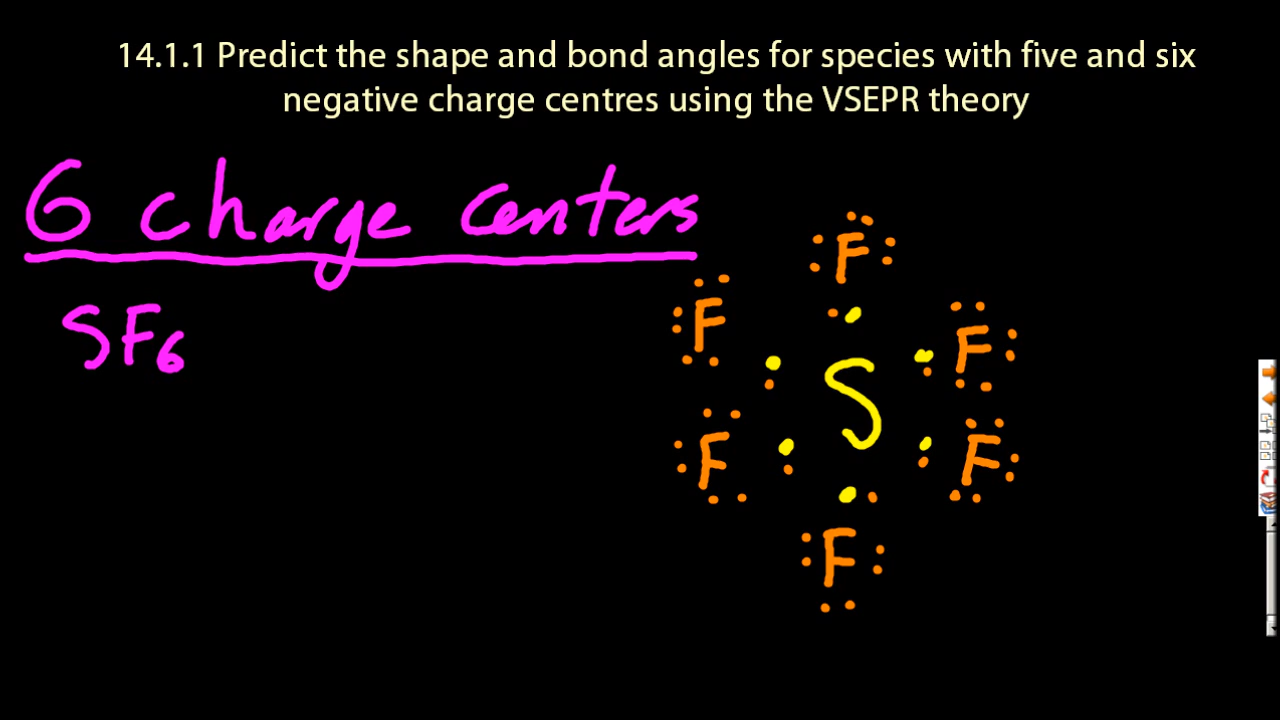 14.1.1 Predict the shape and bond angles for species with five and six
negative charge centres using the VSEPR theory
6 charge centers
SF6
F
F
F
S
F
F
F